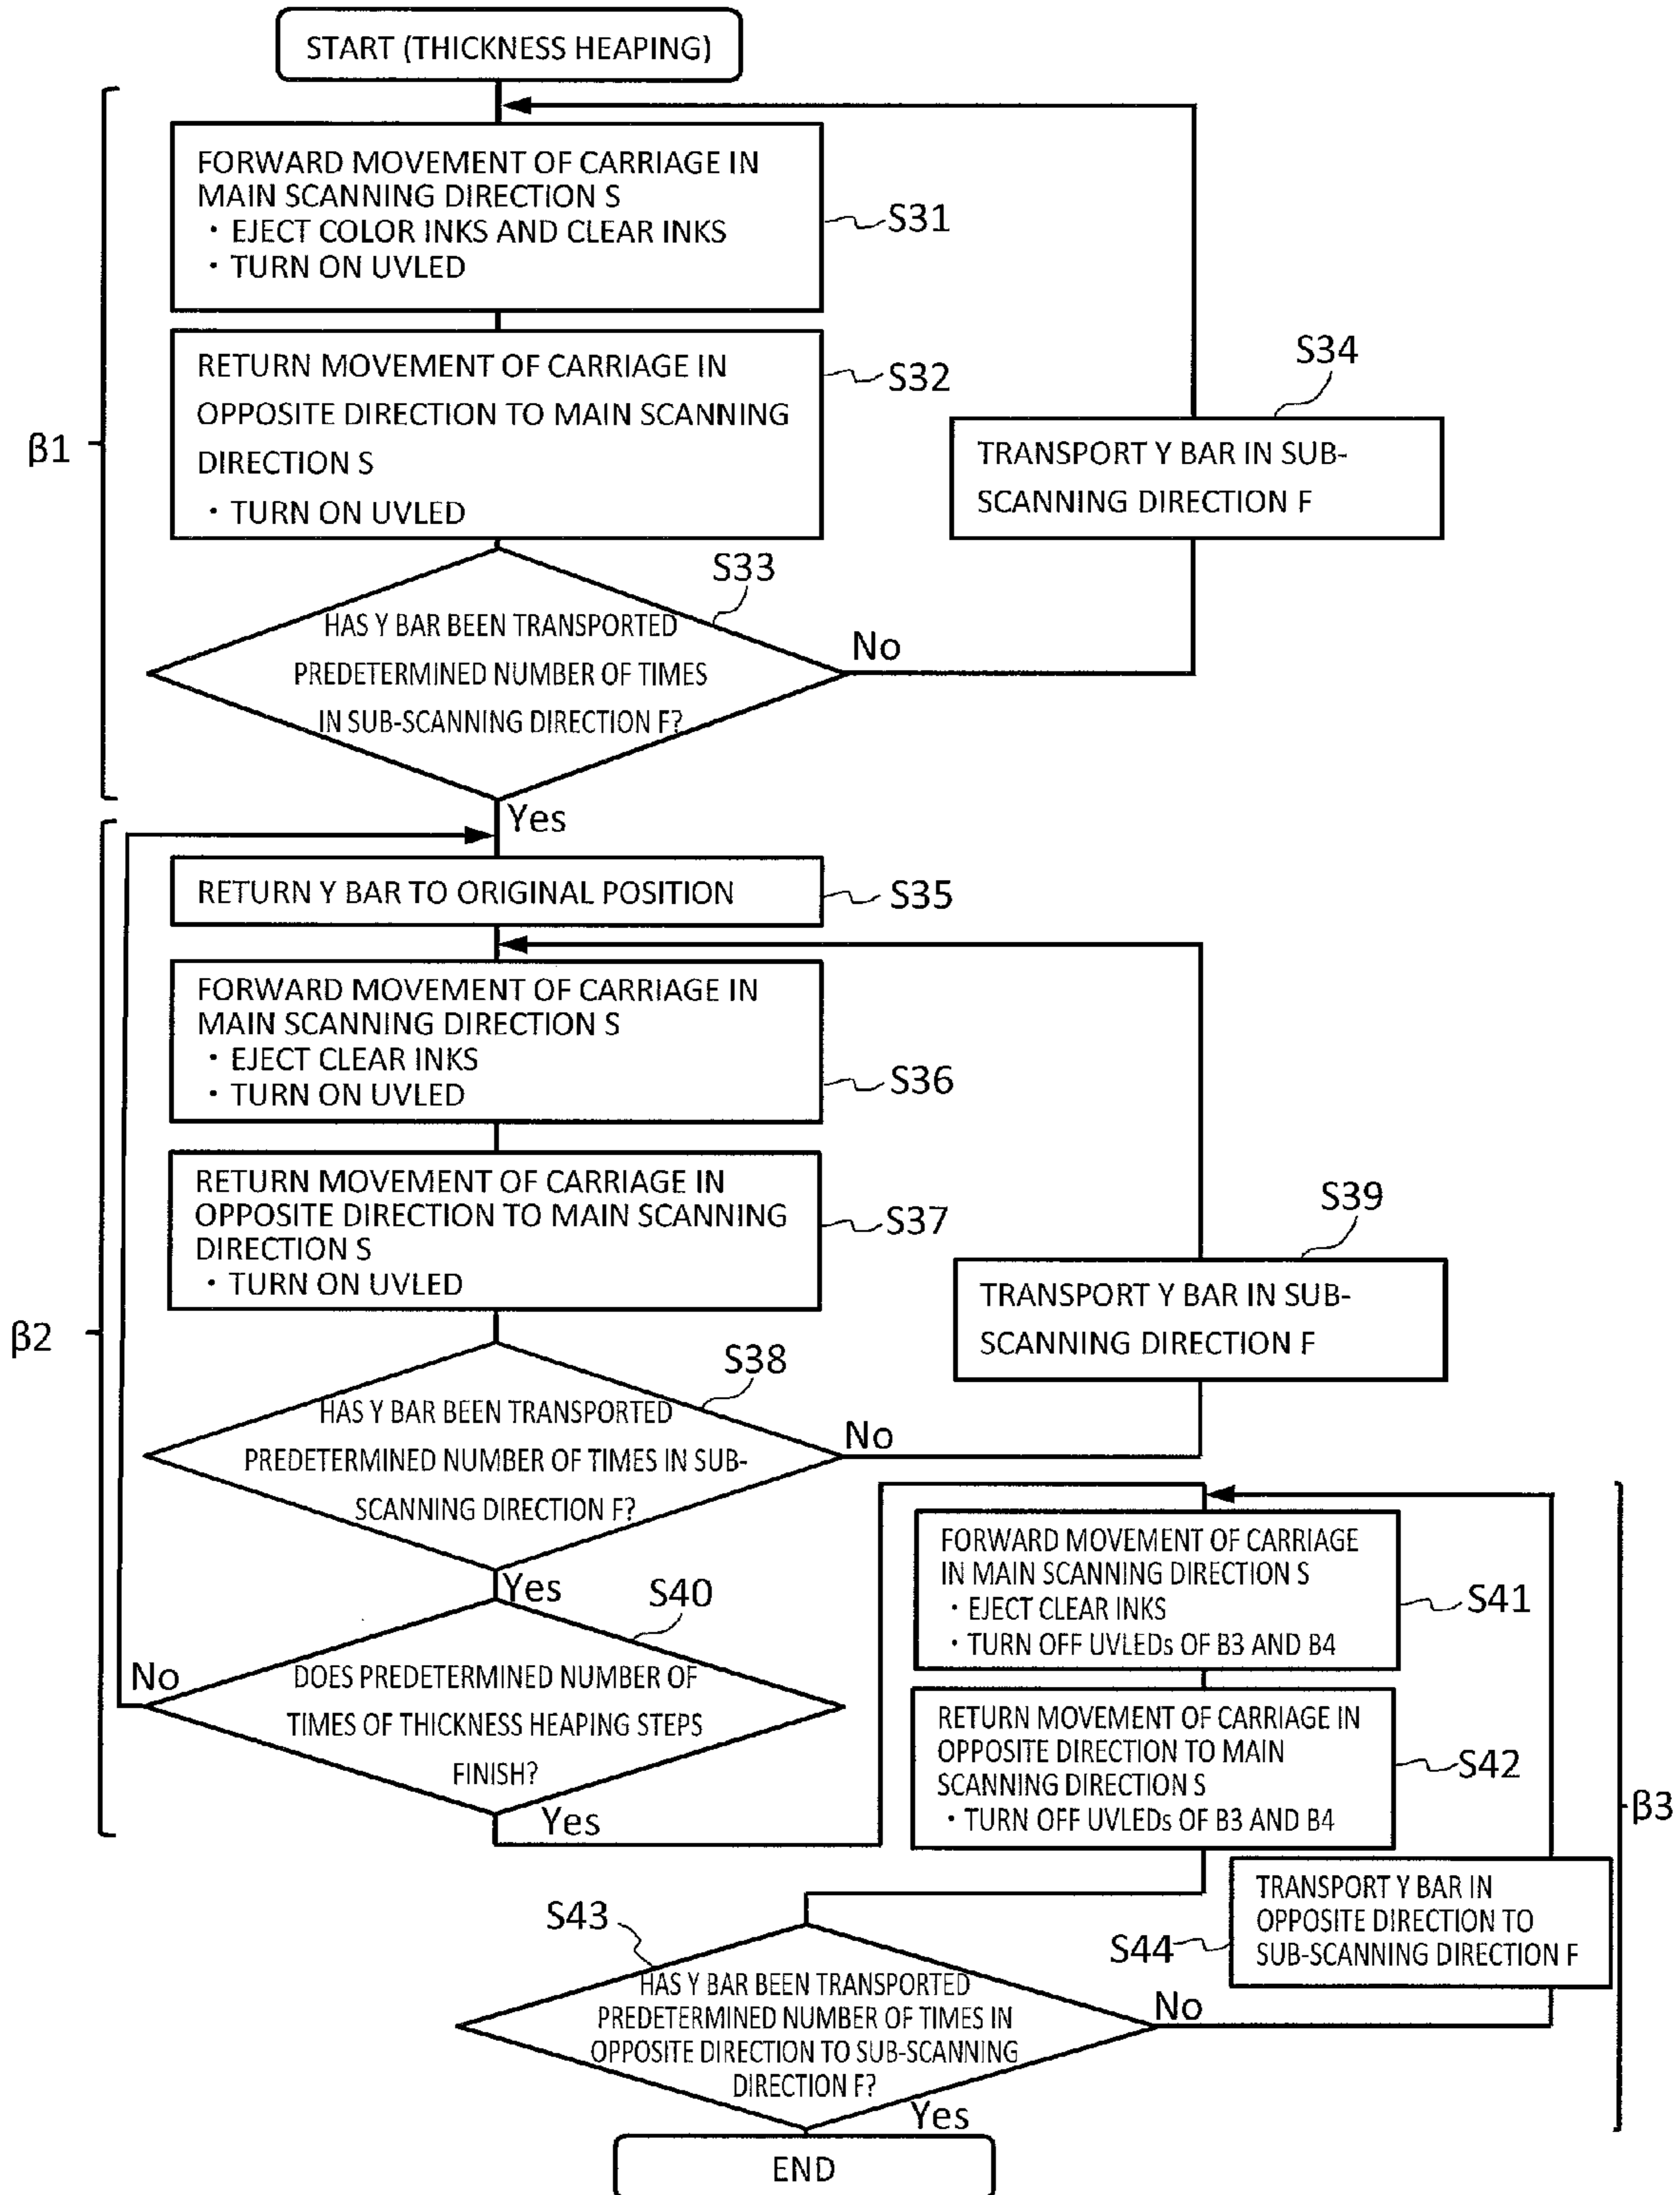 START (THICKNESS HEAPING)
FORWARD MOVEMENT OF CARRIAGE IN
MAIN SCANNING DIRECTION S
・EJECT COLOR INKS AND CLEAR INKS
・TURN ON UVLED
S31
RETURN MOVEMENT OF CARRIAGE IN
OPPOSITE DIRECTION TO MAIN SCANNING
DIRECTION S
・TURN ON UVLED
S32
S34
TRANSPORT Y BAR IN SUB-
SCANNING DIRECTION F
β1
S33
HAS Y BAR BEEN TRANSPORTED
PREDETERMINED NUMBER OF TIMES
IN SUB-SCANNING DIRECTION F?
No
Yes
RETURN Y BAR TO ORIGINAL POSITION
S35
FORWARD MOVEMENT OF CARRIAGE IN
MAIN SCANNING DIRECTION S
・EJECT CLEAR INKS
・TURN ON UVLED
S36
RETURN MOVEMENT OF CARRIAGE IN
OPPOSITE DIRECTION TO MAIN SCANNING
DIRECTION S
・TURN ON UVLED
S37
S39
TRANSPORT Y BAR IN SUB-
SCANNING DIRECTION F
β2
S38
HAS Y BAR BEEN TRANSPORTED
PREDETERMINED NUMBER OF TIMES IN SUB-
SCANNING DIRECTION F?
No
Yes
S40
DOES PREDETERMINED NUMBER OF
TIMES OF THICKNESS HEAPING STEPS
FINISH?
No
Yes
FORWARD MOVEMENT OF CARRIAGE
IN MAIN SCANNING DIRECTION S
・EJECT CLEAR INKS
・TURN OFF UVLEDs OF B3 AND B4
S41
RETURN MOVEMENT OF CARRIAGE IN
OPPOSITE DIRECTION TO MAIN
SCANNING DIRECTION S
・TURN OFF UVLEDs OF B3 AND B4
S42
β3
TRANSPORT Y BAR IN
OPPOSITE DIRECTION TO
SUB-SCANNING DIRECTION F
S44
S43
HAS Y BAR BEEN TRANSPORTED
PREDETERMINED NUMBER OF TIMES IN
OPPOSITE DIRECTION TO SUB-SCANNING
DIRECTION F?
No
Yes
END